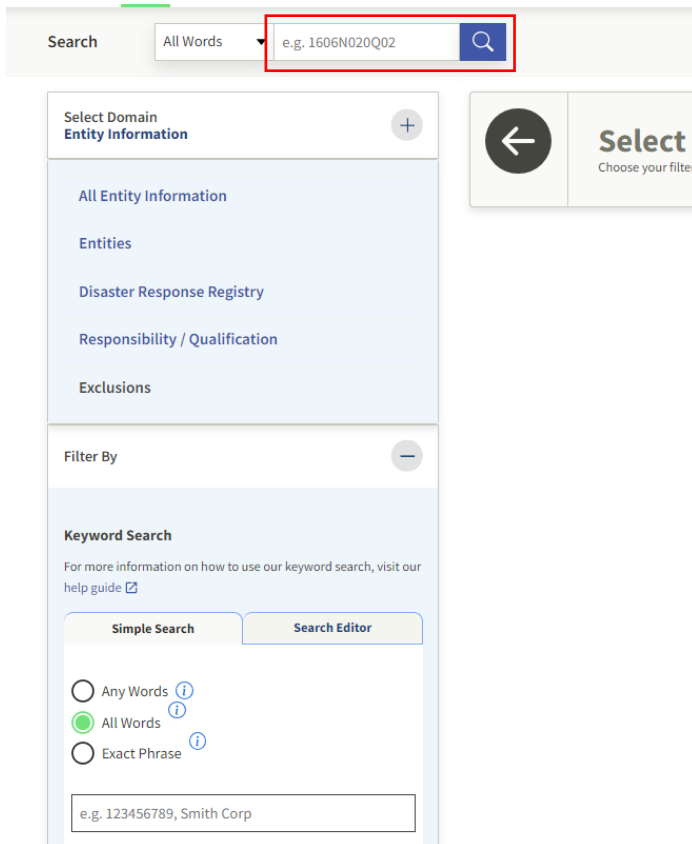 Search
All Words
e.g. 1606N020Q02
Select Domain
Entity Information
All Entity Information
Entities
Disaster Response Registry
Responsibility / Qualification
Exclusions
Filter By
Keyword Search
For more information on how to use our keyword search, visit our
help guide
Simple Search
Search Editor
Any Words
All Words
Exact Phrase
e.g. 123456789, Smith Corp
Select
Choose your filte